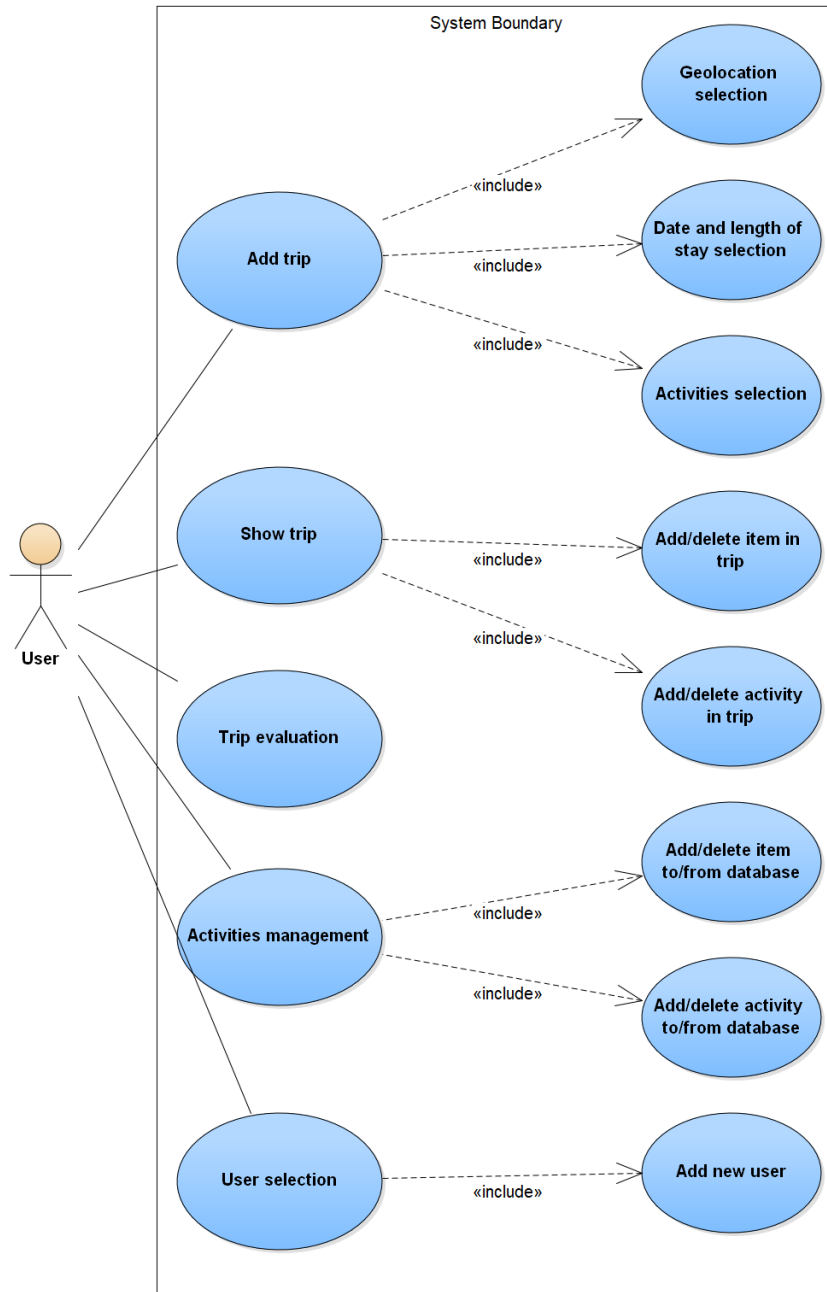 System Boundary
Geolocation
selection
«include»
Date and length of
stay selection
Add trip
«include»
«include»
Activities selection
Show trip
Add/delete item in
trip
«include»
«include»
User
Add/delete activity
in trip
Trip evaluation
Add/delete item
to/from database
«include»
Activities management
«include»
Add/delete activity
to/from database
User selection
Add new user
«include»